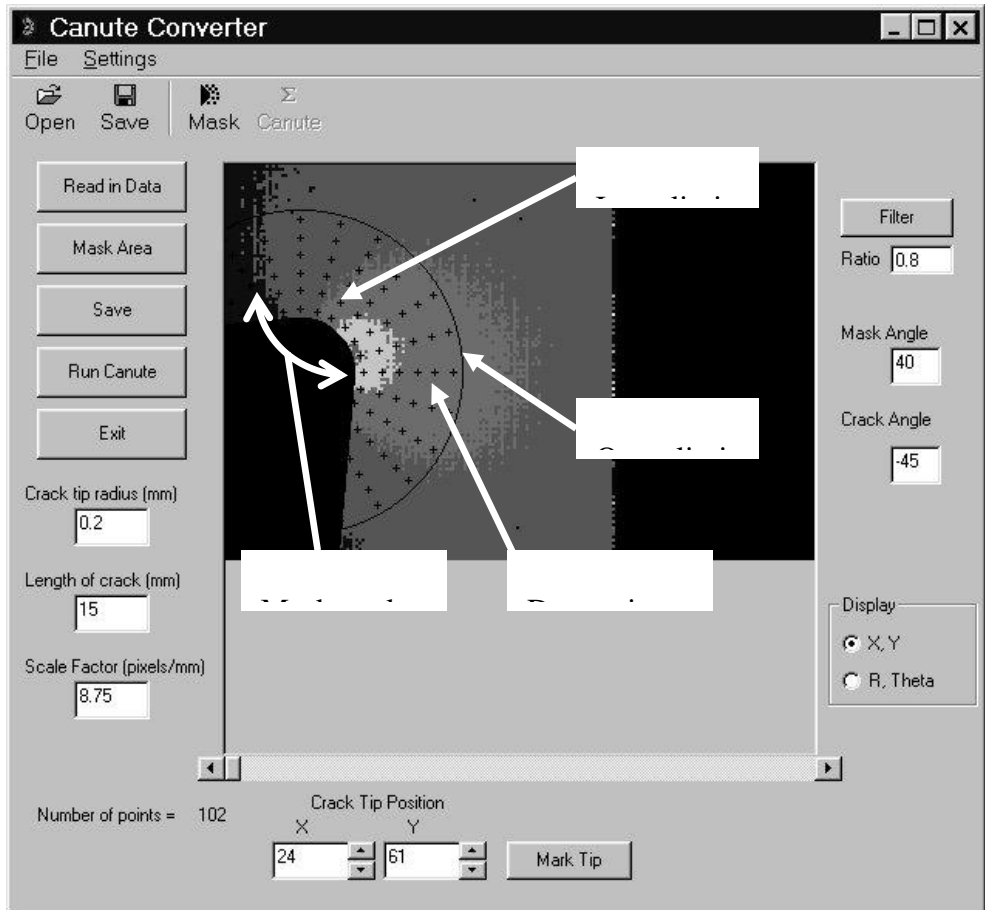 Canute Converter
File Settings
Open Save Mask Canute
Read in Data
Mask Area
Save
Run Canute
Exit
Crack tip radius (mm)
0.2
Length of crack (mm)
15
Scale Factor (pixels/mm)
8.75
Filter
Ratio 0.8
Mask Angle
40
Crack Angle
-45
Display
X, Y
R, Theta
Number of points = 102
Crack Tip Position
X Y
24 61 Mark Tip